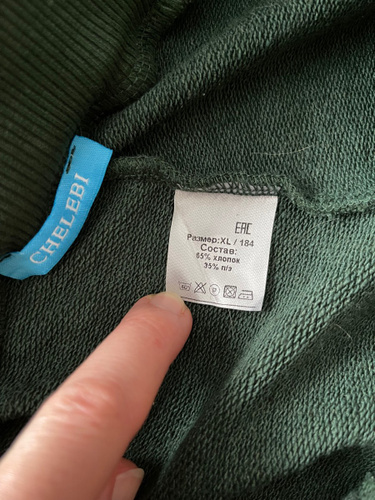 CHELEBI
EAC
Размер:XL / 184
Состав:
65% хлопок
35% п/э